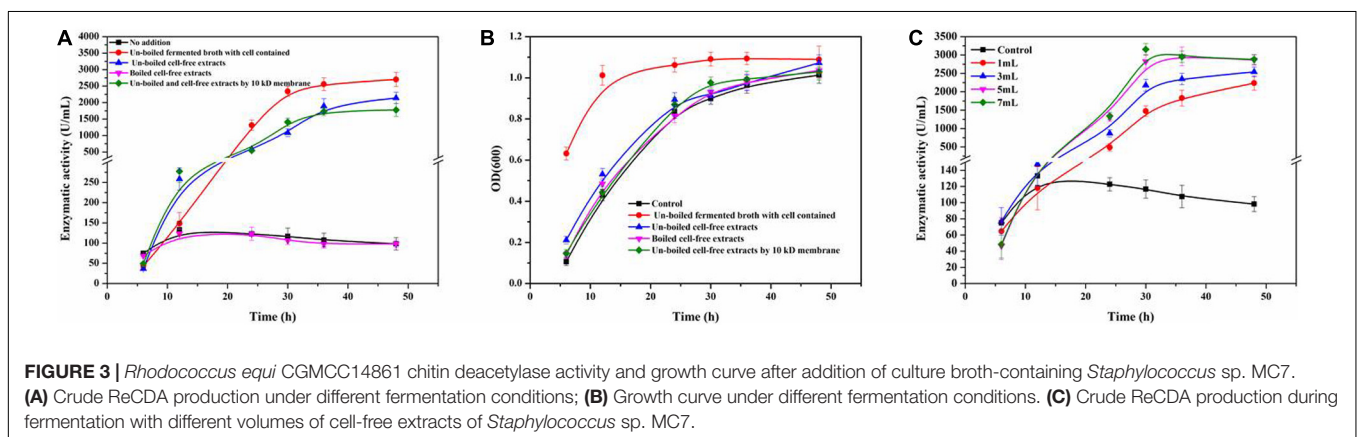 A
4000
3500
3000
2500
2000
1500
1000
500
250
200
150
100
50
0
Enzymatic activity (U/mL)
No addition
Un-boiled fermented broth with cell contained
Un-boiled cell-free extracts
Boiled cell-free extracts
Un-boiled and cell-free extracts by 10 kD membrane
0 10 20 30 40 50
Time (h)
B
1.2
1.0
0.8
0.6
0.4
0.2
0.0
OD(600)
Control
Un-boiled fermented broth with cell contained
Un-boiled cell-free extracts
Boiled cell-free extracts
Un-boiled cell-free extracts by 10 kD membrane
0 10 20 30 40 50
Time (h)
C
3500
3000
2500
2000
1500
1000
500
140
120
100
80
60
40
20
0
Enzymatic activity (U/mL)
Control
1mL
3mL
5mL
7mL
0 10 20 30 40 50
Time (h)
FIGURE 3 | Rhodococcus equi CGMCC14861 chitin deacetylase activity and growth curve after addition of culture broth-containing Staphylococcus sp. MC7.
(A) Crude ReCDA production under different fermentation conditions; (B) Growth curve under different fermentation conditions. (C) Crude ReCDA production during
fermentation with different volumes of cell-free extracts of Staphylococcus sp. MC7.